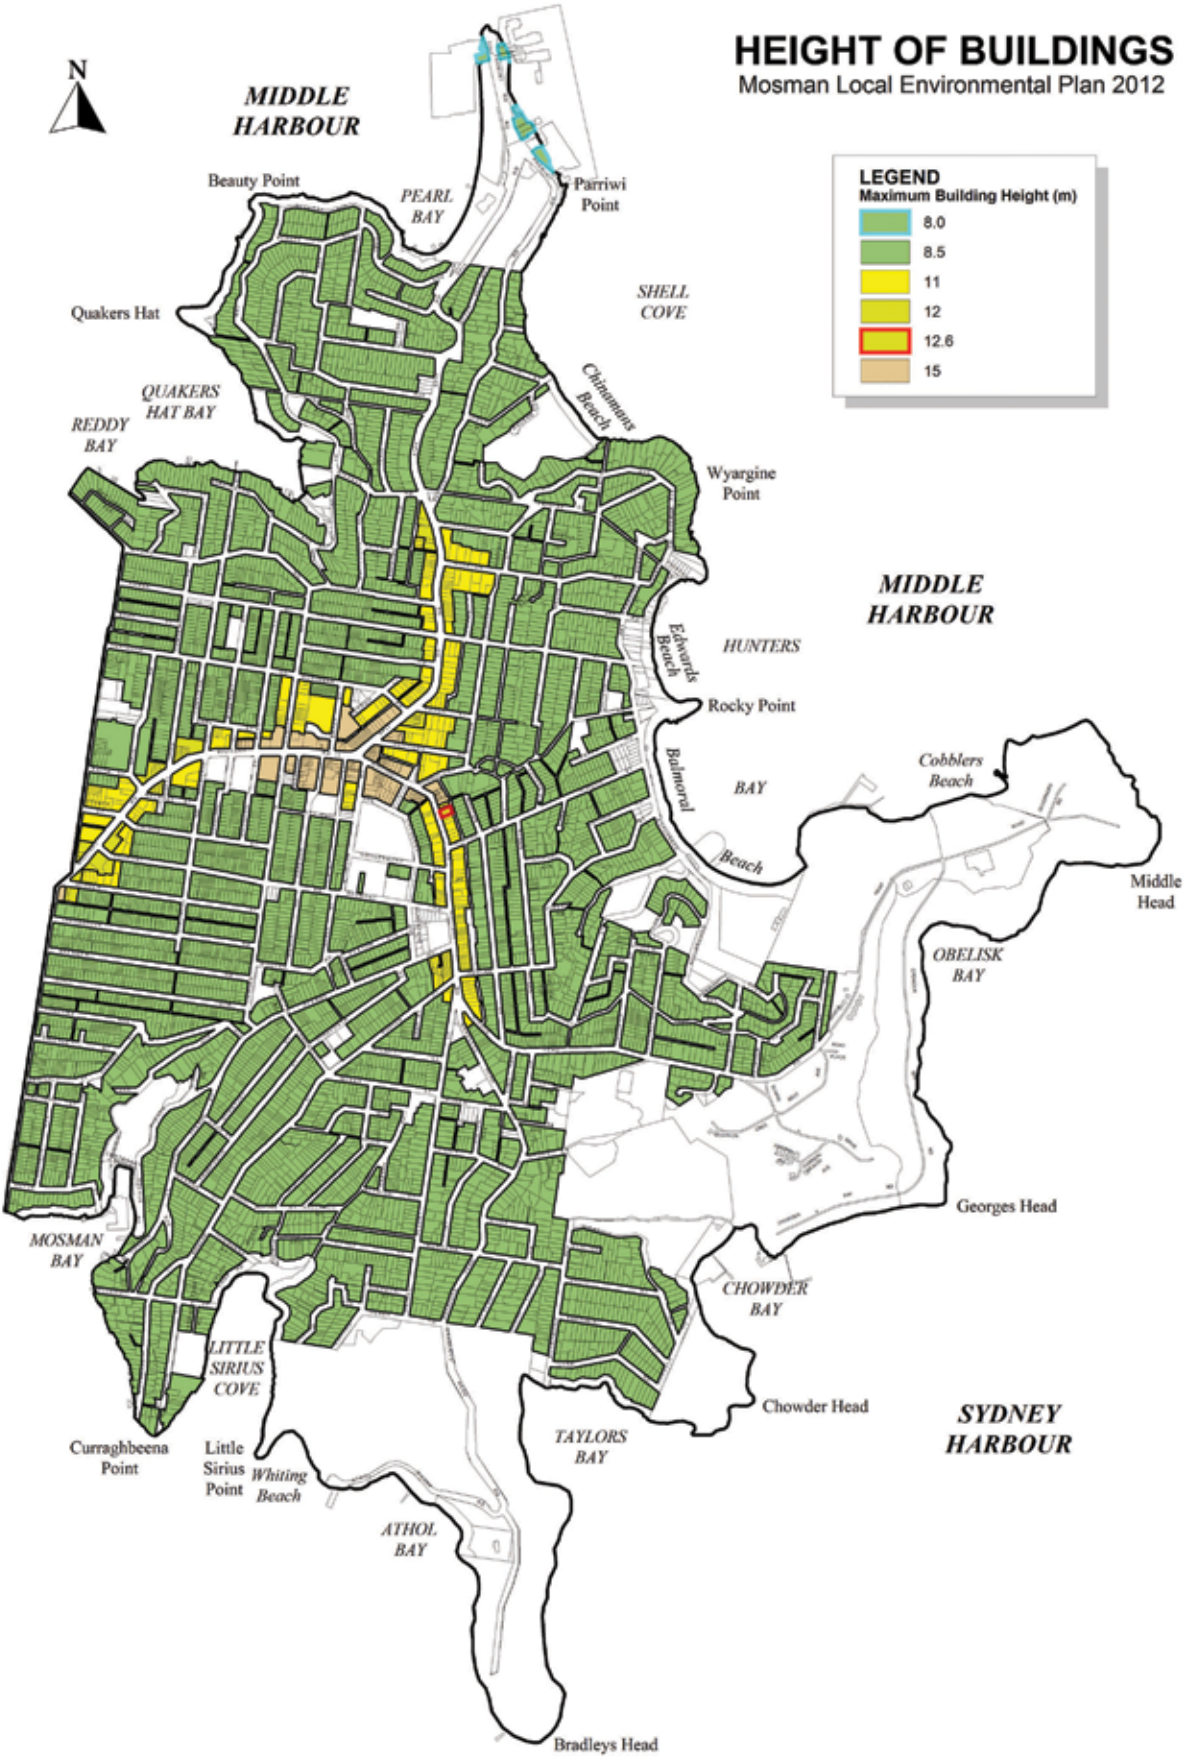 HEIGHT OF BUILDINGS
Mosman Local Environmental Plan 2012
N
MIDDLE
HARBOUR
LEGEND
Maximum Building Height (m)
8.0
8.5
11
12
12.6
15
Beauty Point
PEARL
BAY
Parriwi
Point
Quakers Hat
SHELL
COVE
QUAKERS
HAT BAY
REDDY
BAY
Chinamans
Beach
Wyargine
Point
MIDDLE
HARBOUR
Edwards
Beach
HUNTERS
Rocky Point
Balmoral
BAY
Cobblers
Beach
Beach
Middle
Head
OBELISK
BAY
Georges Head
MOSMAN
BAY
CHOWDER
BAY
LITTLE
SIRIUS
COVE
Chowder Head
SYDNEY
HARBOUR
Curraghbeena
Point
Little
Sirius
Point
Whiting
Beach
TAYLORS
BAY
ATHOL
BAY
Bradleys Head